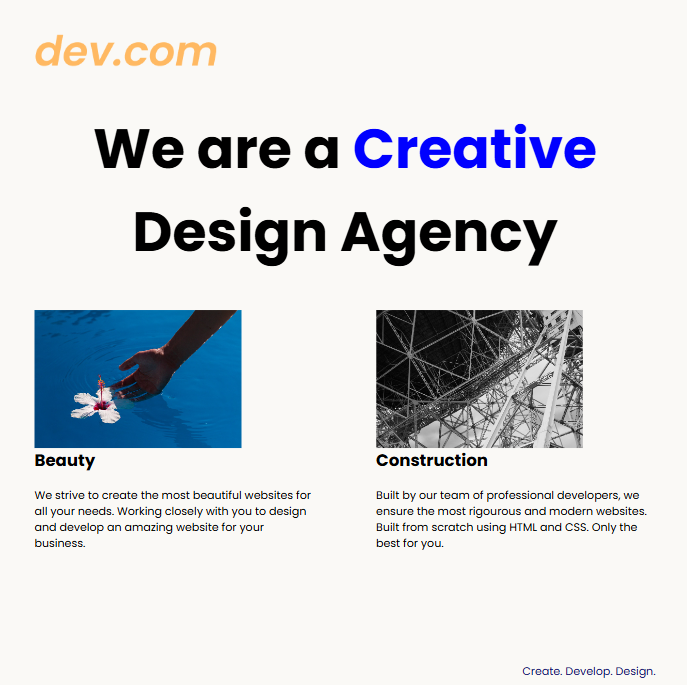 dev.com
We are a Creative
Design Agency
Beauty
We strive to create the most beautiful websites for
all your needs. Working closely with you to design
and develop an amazing website for your
business.
Construction
Built by our team of professional developers, we
ensure the most rigourous and modern websites.
Built from scratch using HTML and CSS. Only the
best for you.
Create. Develop. Design.